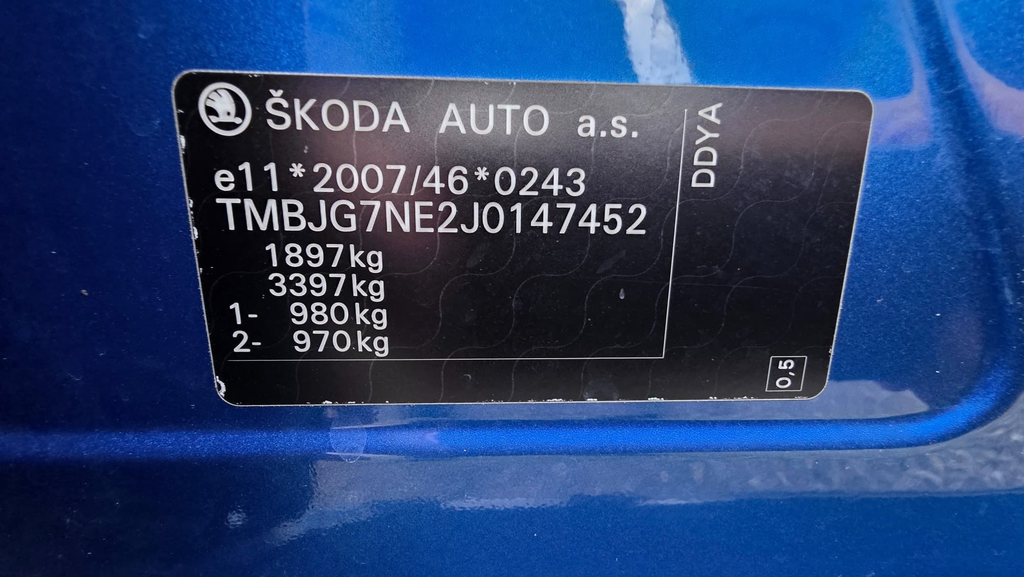 ŠKODA AUTO a.s.
e11*2007/46*0243
TMBJG7NE2J0147452
1897kg
3397kg
1- 980kg
2- 970kg
DDYA
0,5